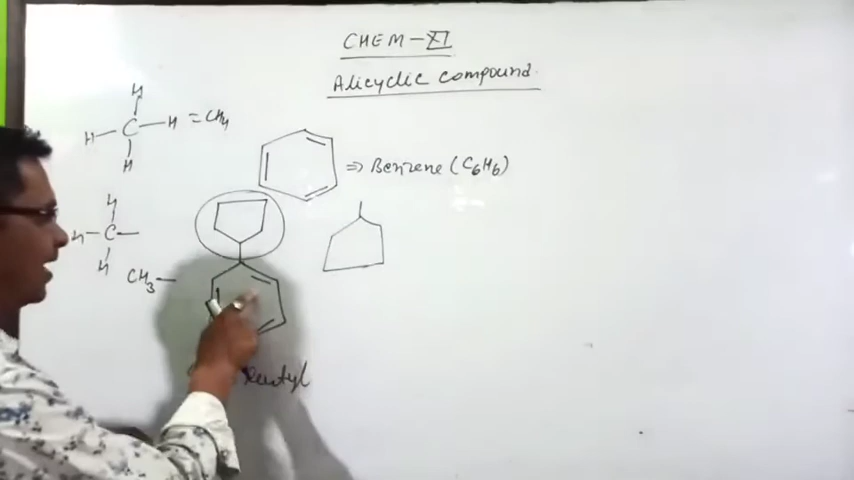 CHEM-XI
Alicyclic compound.
H
H C H = CH4
H
⇒ Benzene (C6H6)
H
H-C-
H
CH3-